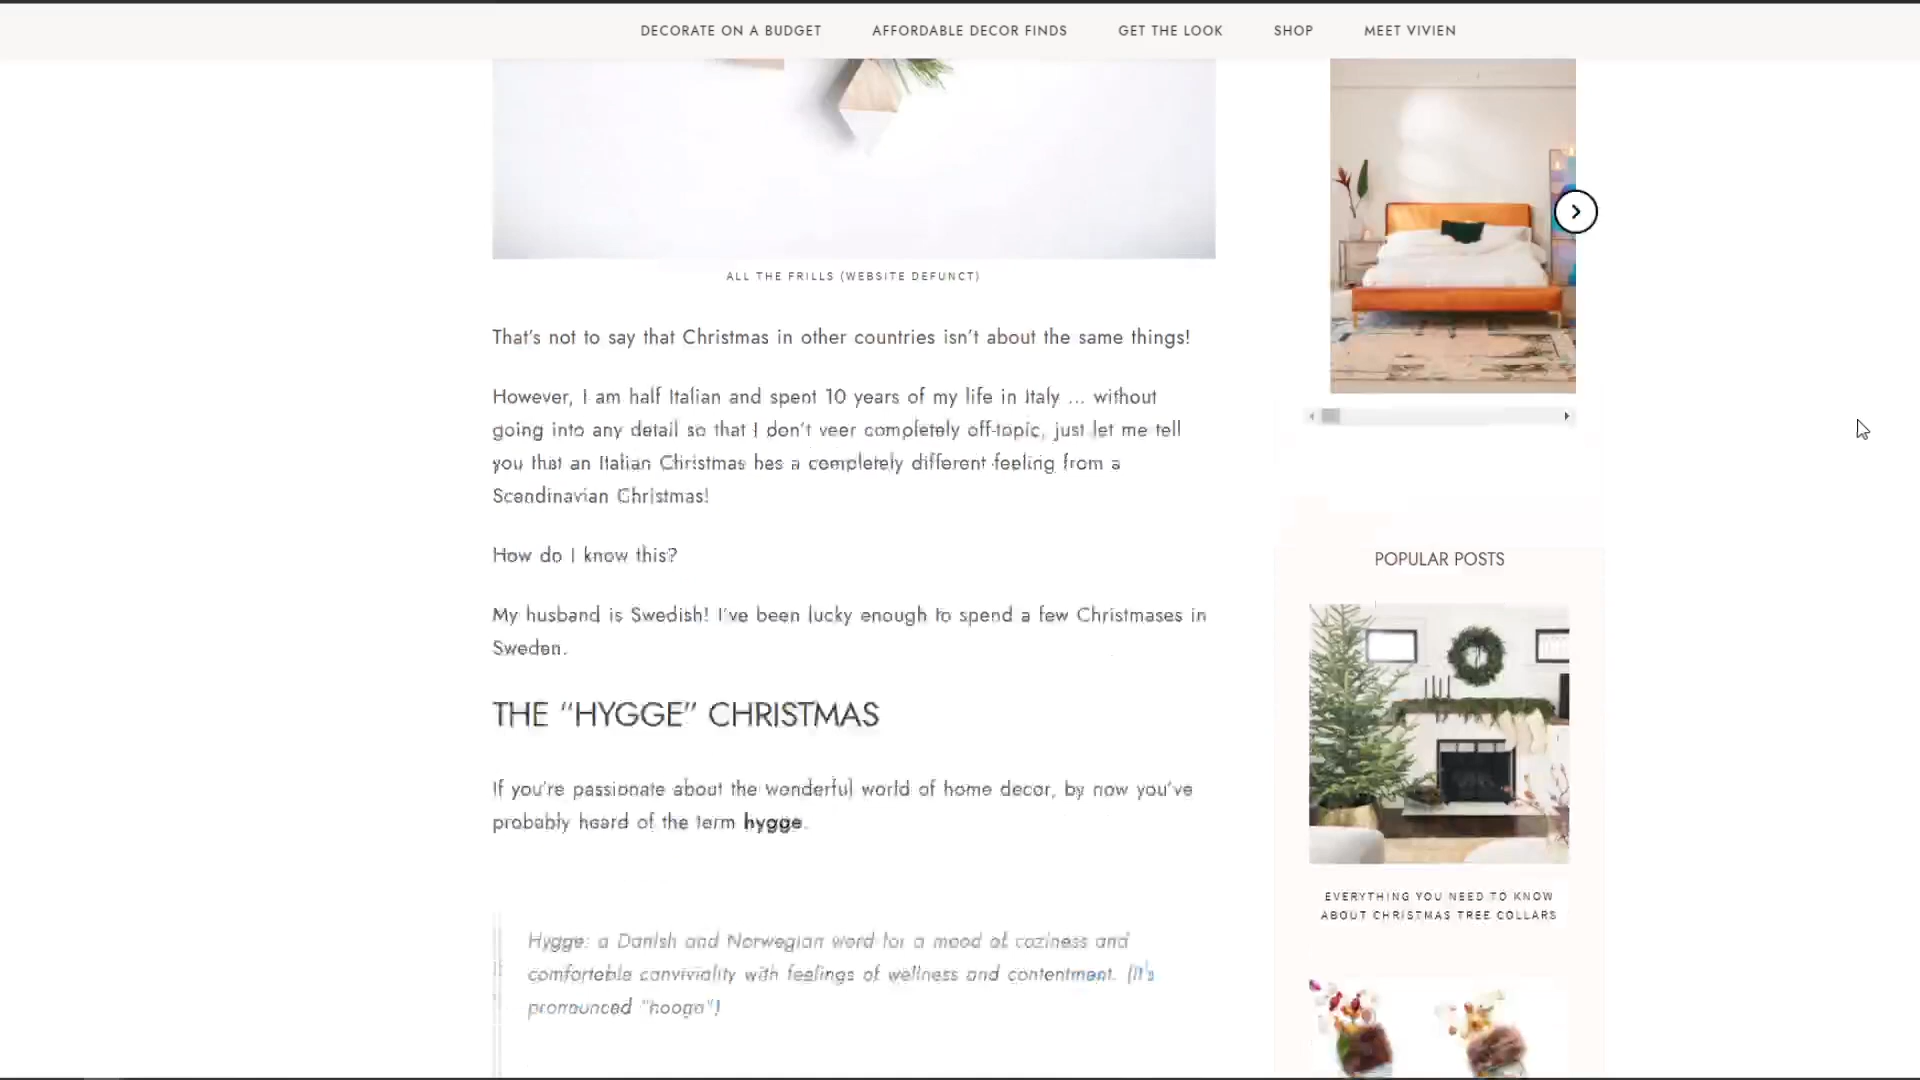 DECORATE ON A BUDGET AFFORDABLE DECOR FINDS GET THE LOOK SHOP MEET VIVIEN
ALL THE FRILLS (WEBSITE DEFUNCT)
That's not to say that Christmas in other countries isn't about the same things!
However, I am half Italian and spent 10 years of my life in Italy ... without
going into any detail so that I don't veer completely off-topic, just let me tell
you that an Italian Christmas has a completely different feeling from a
Scandinavian Christmas!
How do I know this?
My husband is Swedish! I've been lucky enough to spend a few Christmases in
Sweden.
THE "HYGGE" CHRISTMAS
If you're passionate about the wonderful world of home decor, by now you've
probably heard of the term hygge.
Hygge: a Danish and Norwegian word for a mood of coziness and
comfortable conviviality with feelings of wellness and contentment. (It's
pronounced "hooga")
POPULAR POSTS
EVERYTHING YOU NEED TO KNOW
ABOUT CHRISTMAS TREE COLLARS